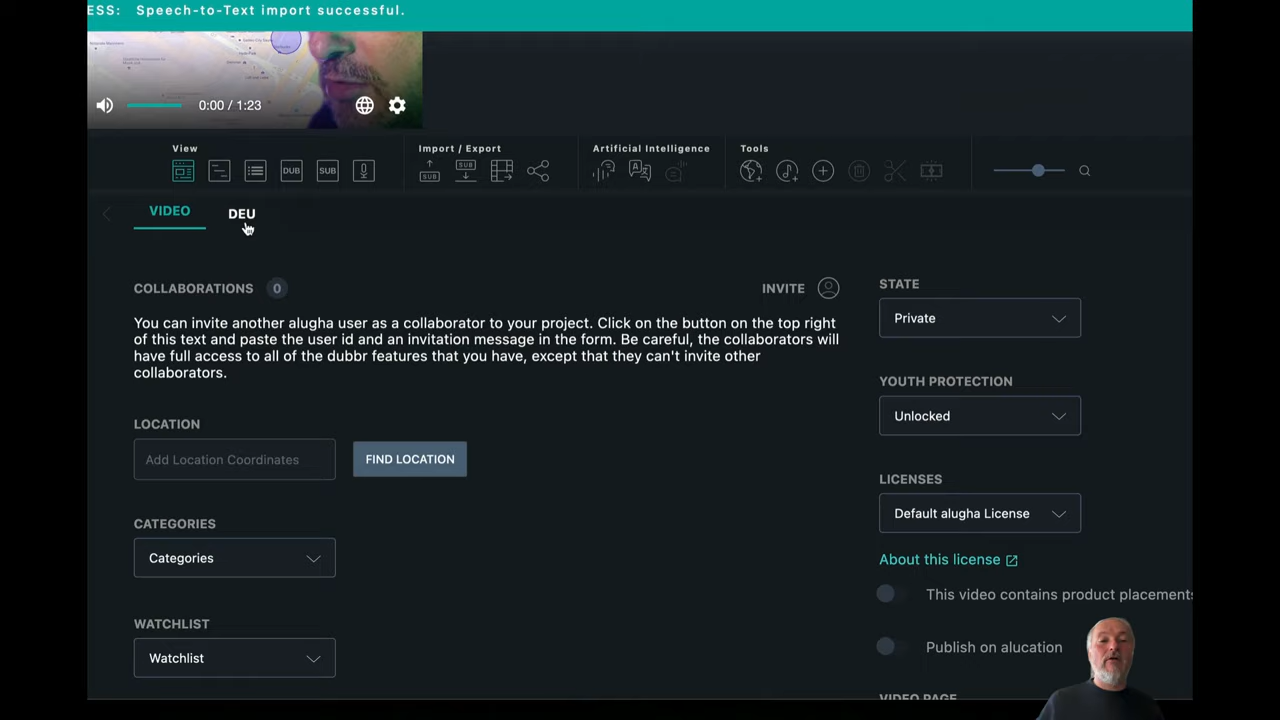 ESS: Speech-to-Text import successful.
0:00 / 1:23
View
Import / Export
Artificial Intelligence
Tools
DUB
SUB
SUB
SUB
VIDEO
DEU
COLLABORATIONS 0
INVITE
You can invite another alugha user as a collaborator to your project. Click on the button on the top right
of this text and paste the user id and an invitation message in the form. Be careful, the collaborators will
have full access to all of the dubbr features that you have, except that they can't invite other
collaborators.
LOCATION
Add Location Coordinates
FIND LOCATION
CATEGORIES
Categories
WATCHLIST
Watchlist
STATE
Private
YOUTH PROTECTION
Unlocked
LICENSES
Default alugha License
About this license
This video contains product placements
Publish on alucation
VIDEO PAGE